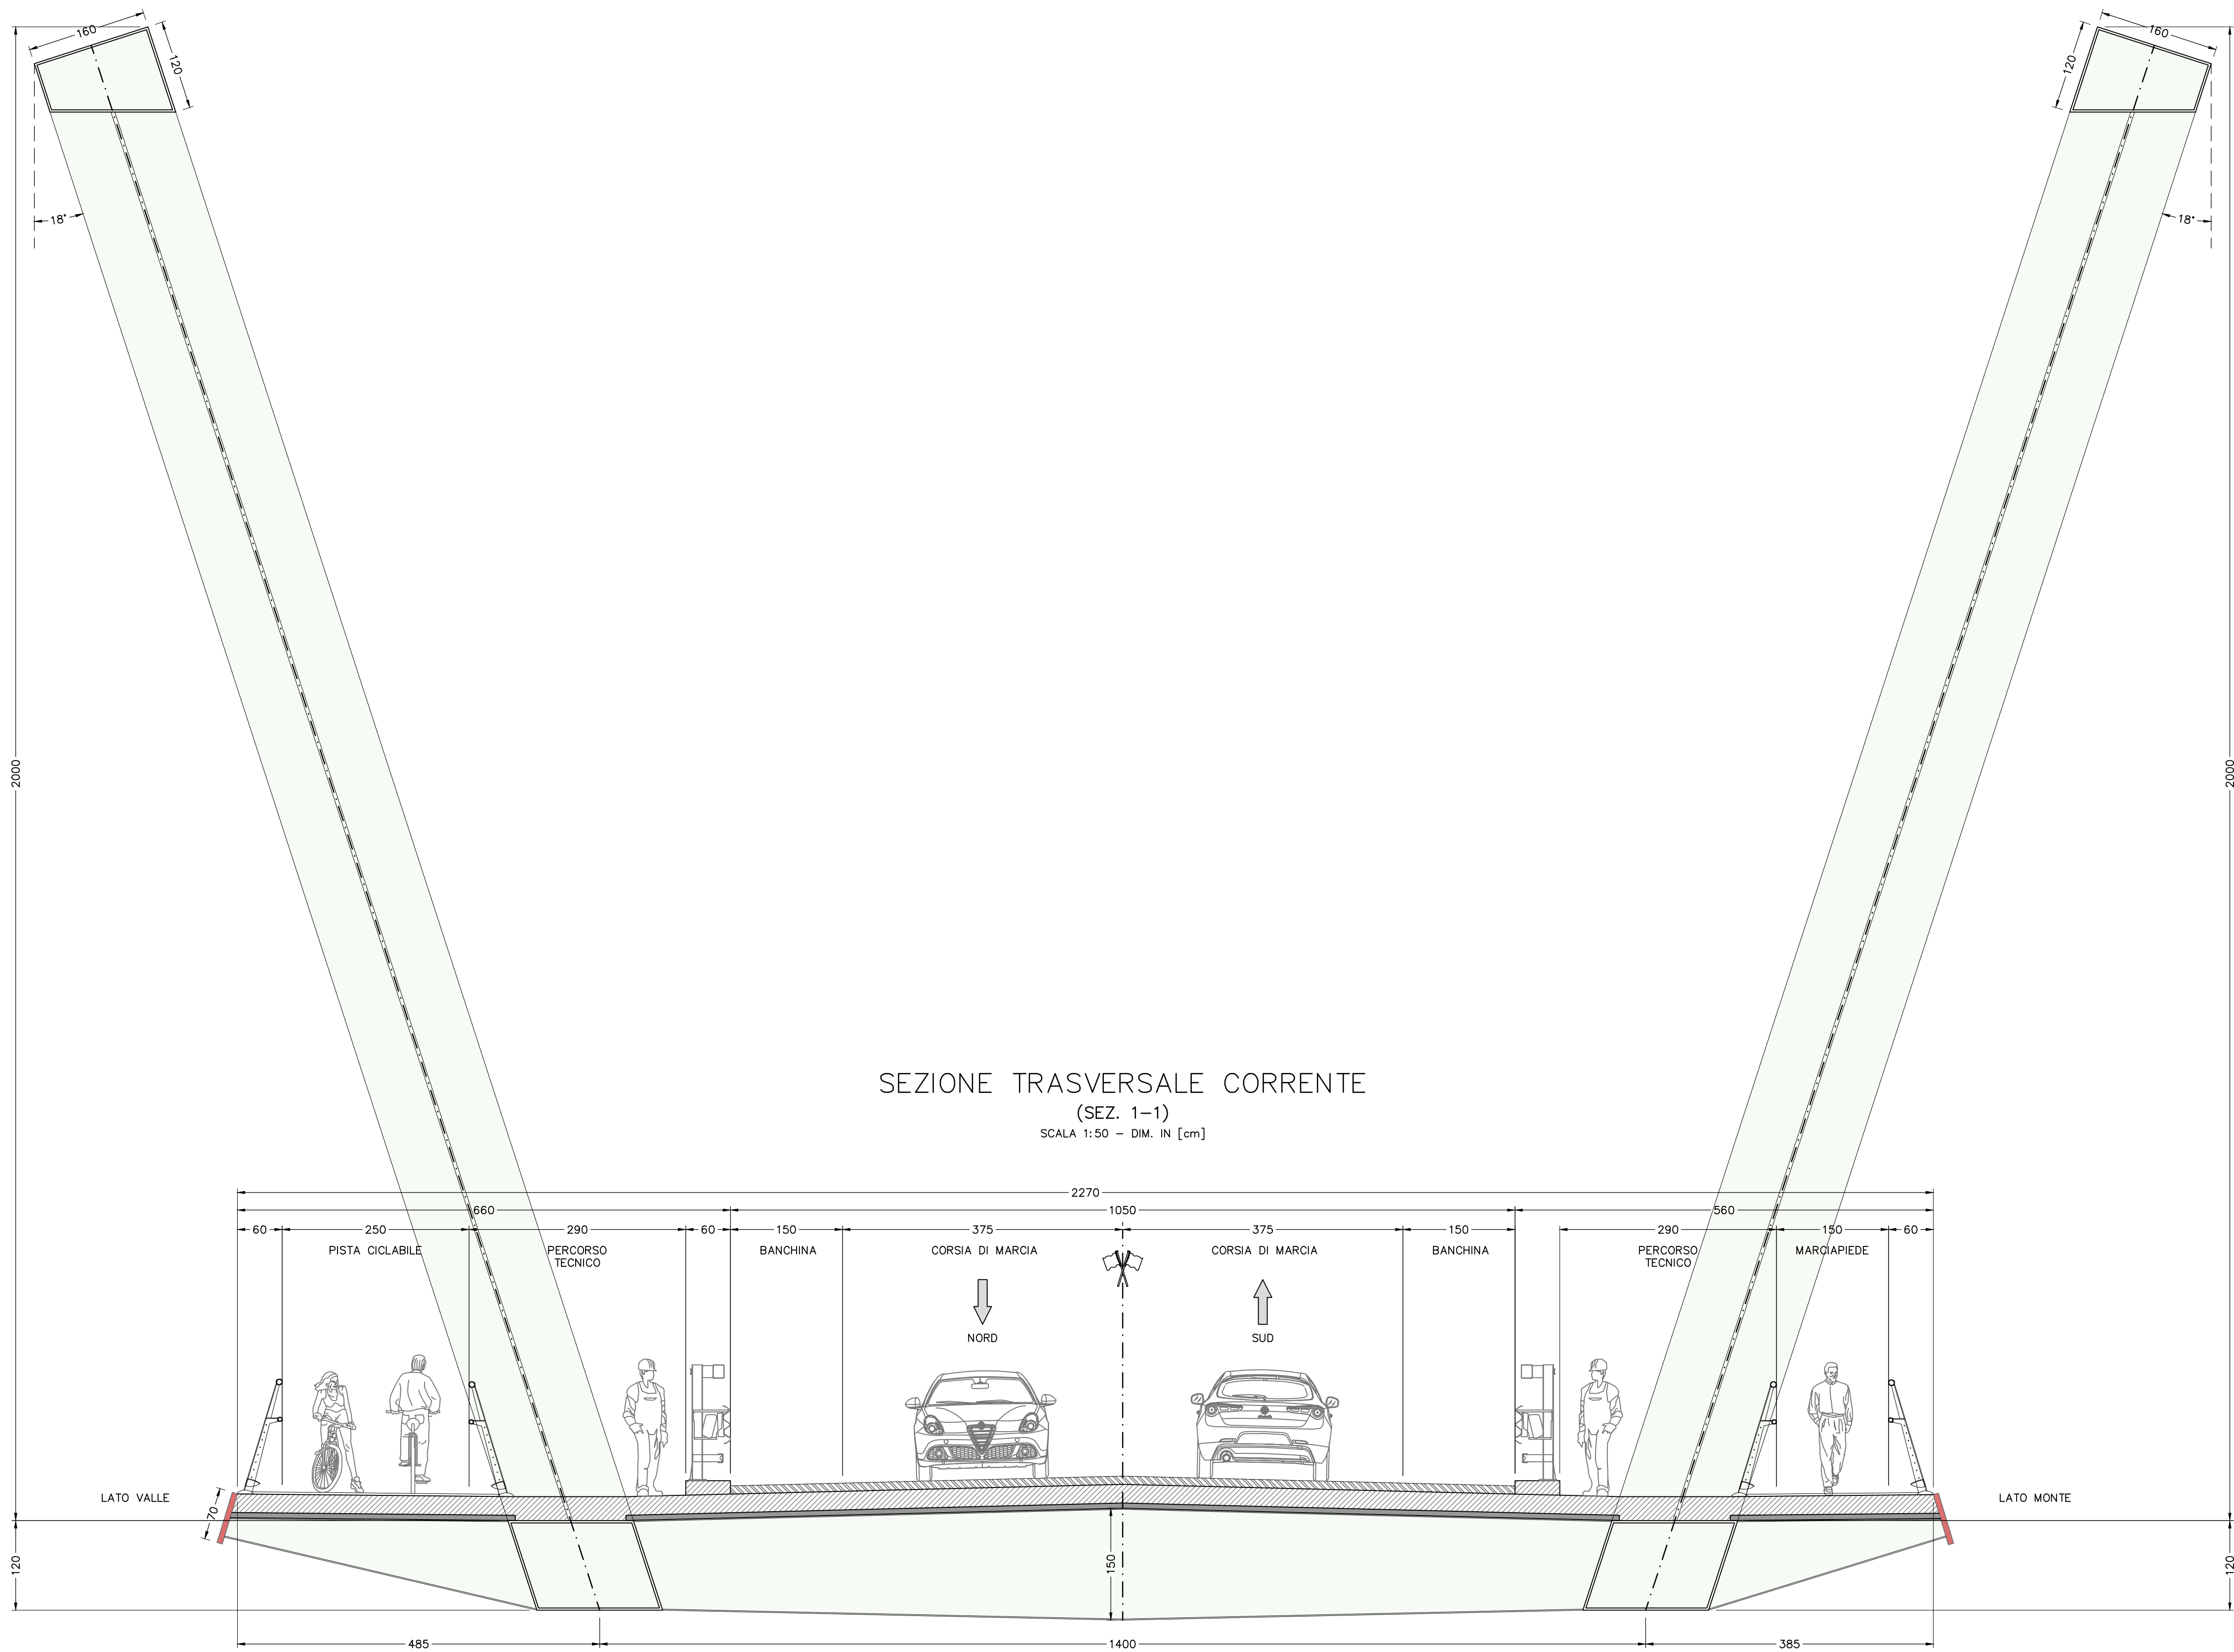 160
120
160
120
18°
18°
2000
2000
SEZIONE TRASVERSALE CORRENTE
(SEZ. 1-1)
SCALA 1:50 - DIM. IN [cm]
2270
660
1050
560
60
250
290
60
150
375
375
150
290
150
60
PISTA CICLABILE
PERCORSO
TECNICO
BANCHINA
CORSIA DI MARCIA
CORSIA DI MARCIA
BANCHINA
PERCORSO
TECNICO
MARCIAPIEDE
NORD
SUD
LATO VALLE
LATO MONTE
70
120
150
120
485
1400
385